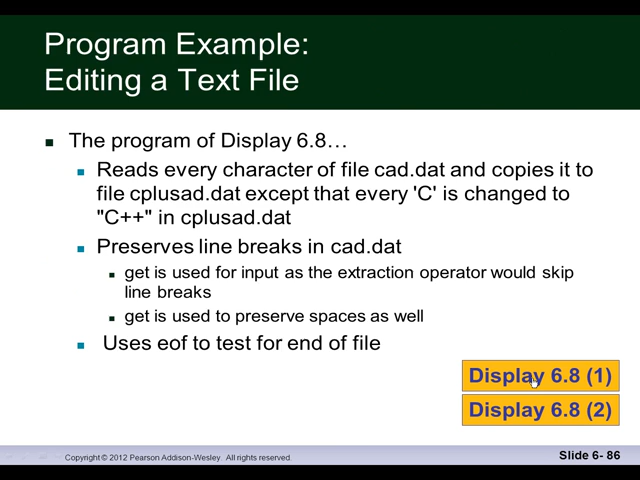 Program Example:
Editing a Text File
The program of Display 6.8…
Reads every character of file cad.dat and copies it to
file cplusad.dat except that every 'C' is changed to
"C++" in cplusad.dat
Preserves line breaks in cad.dat
get is used for input as the extraction operator would skip
line breaks
get is used to preserve spaces as well
Uses eof to test for end of file
Display 6.8 (1)
Display 6.8 (2)
Copyright © 2012 Pearson Addison-Wesley. All rights reserved.
Slide 6- 86